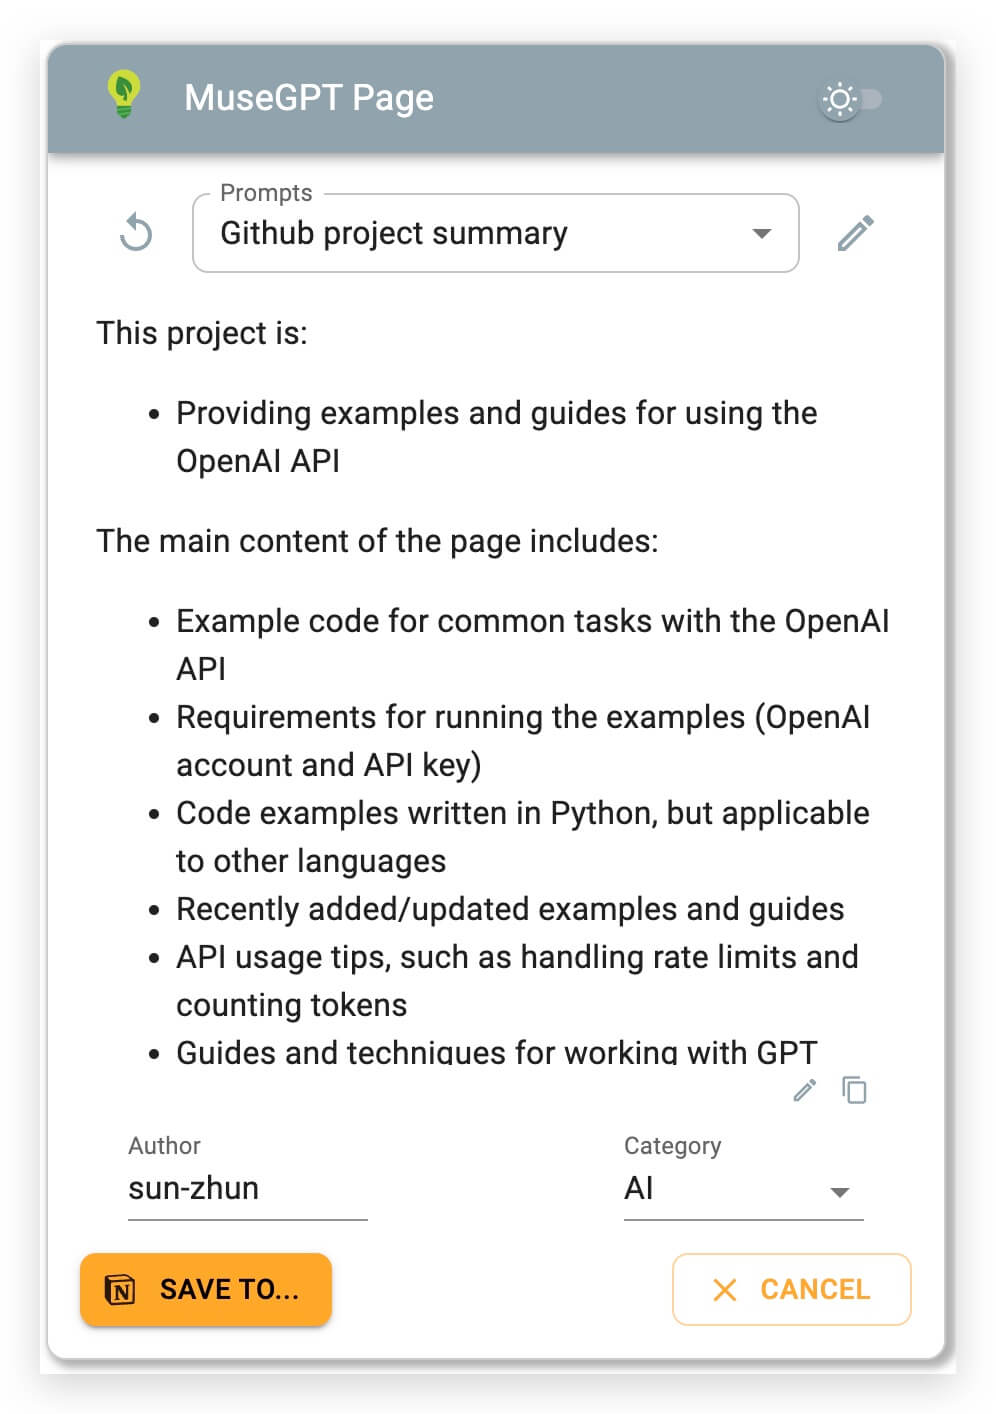 MuseGPT Page
Prompts
Github project summary
This project is:
Providing examples and guides for using the
OpenAI API
The main content of the page includes:
Example code for common tasks with the OpenAI
API
Requirements for running the examples (OpenAI
account and API key)
Code examples written in Python, but applicable
to other languages
Recently added/updated examples and guides
API usage tips, such as handling rate limits and
counting tokens
Guides and techniques for working with GPT
Author
Category
sun-zhun
AI
N
SAVE TO...
CANCEL